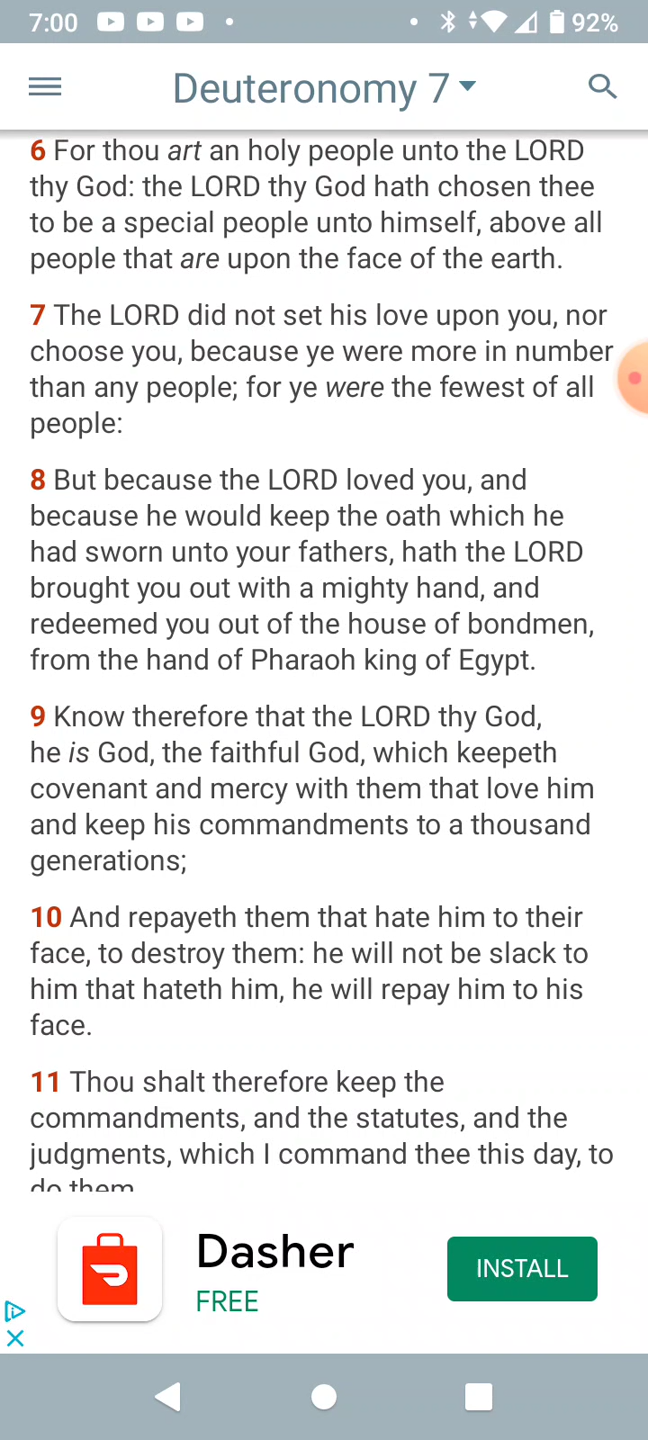 7:00
92%
Deuteronomy 7
6 For thou art an holy people unto the LORD
thy God: the LORD thy God hath chosen thee
to be a special people unto himself, above all
people that are upon the face of the earth.
7 The LORD did not set his love upon you, nor
choose you, because ye were more in number
than any people; for ye were the fewest of all
people:
8 But because the LORD loved you, and
because he would keep the oath which he
had sworn unto your fathers, hath the LORD
brought you out with a mighty hand, and
redeemed you out of the house of bondmen,
from the hand of Pharaoh king of Egypt.
9 Know therefore that the LORD thy God,
he is God, the faithful God, which keepeth
covenant and mercy with them that love him
and keep his commandments to a thousand
generations;
10 And repayeth them that hate him to their
face, to destroy them: he will not be slack to
him that hateth him, he will repay him to his
face.
11 Thou shalt therefore keep the
commandments, and the statutes, and the
judgments, which I command thee this day, to
do them
Dasher
FREE
INSTALL